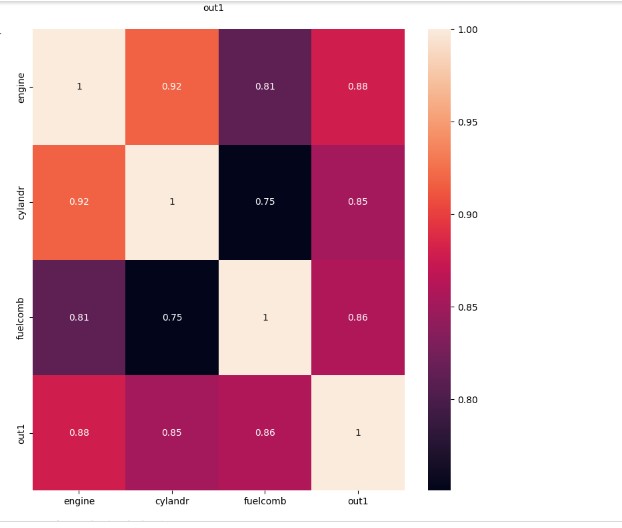 out1
engine 1 0.92 0.81 0.88
cylandr 0.92 1 0.75 0.85
fuelcomb 0.81 0.75 1 0.86
out1 0.88 0.85 0.86 1
engine cylandr fuelcomb out1
1.00
0.95
0.90
0.85
0.80